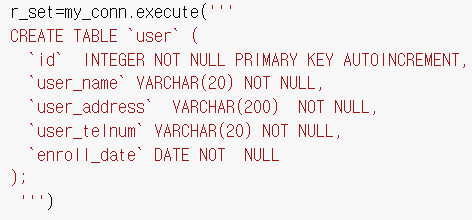 r_set=my_conn.execute('''
CREATE TABLE `user` (
  `id`  INTEGER NOT NULL PRIMARY KEY AUTOINCREMENT,
  `user_name` VARCHAR(20) NOT NULL,
  `user_address`  VARCHAR(200)  NOT NULL,
  `user_telnum` VARCHAR(20) NOT NULL,
  `enroll_date` DATE NOT  NULL
);
 ''')